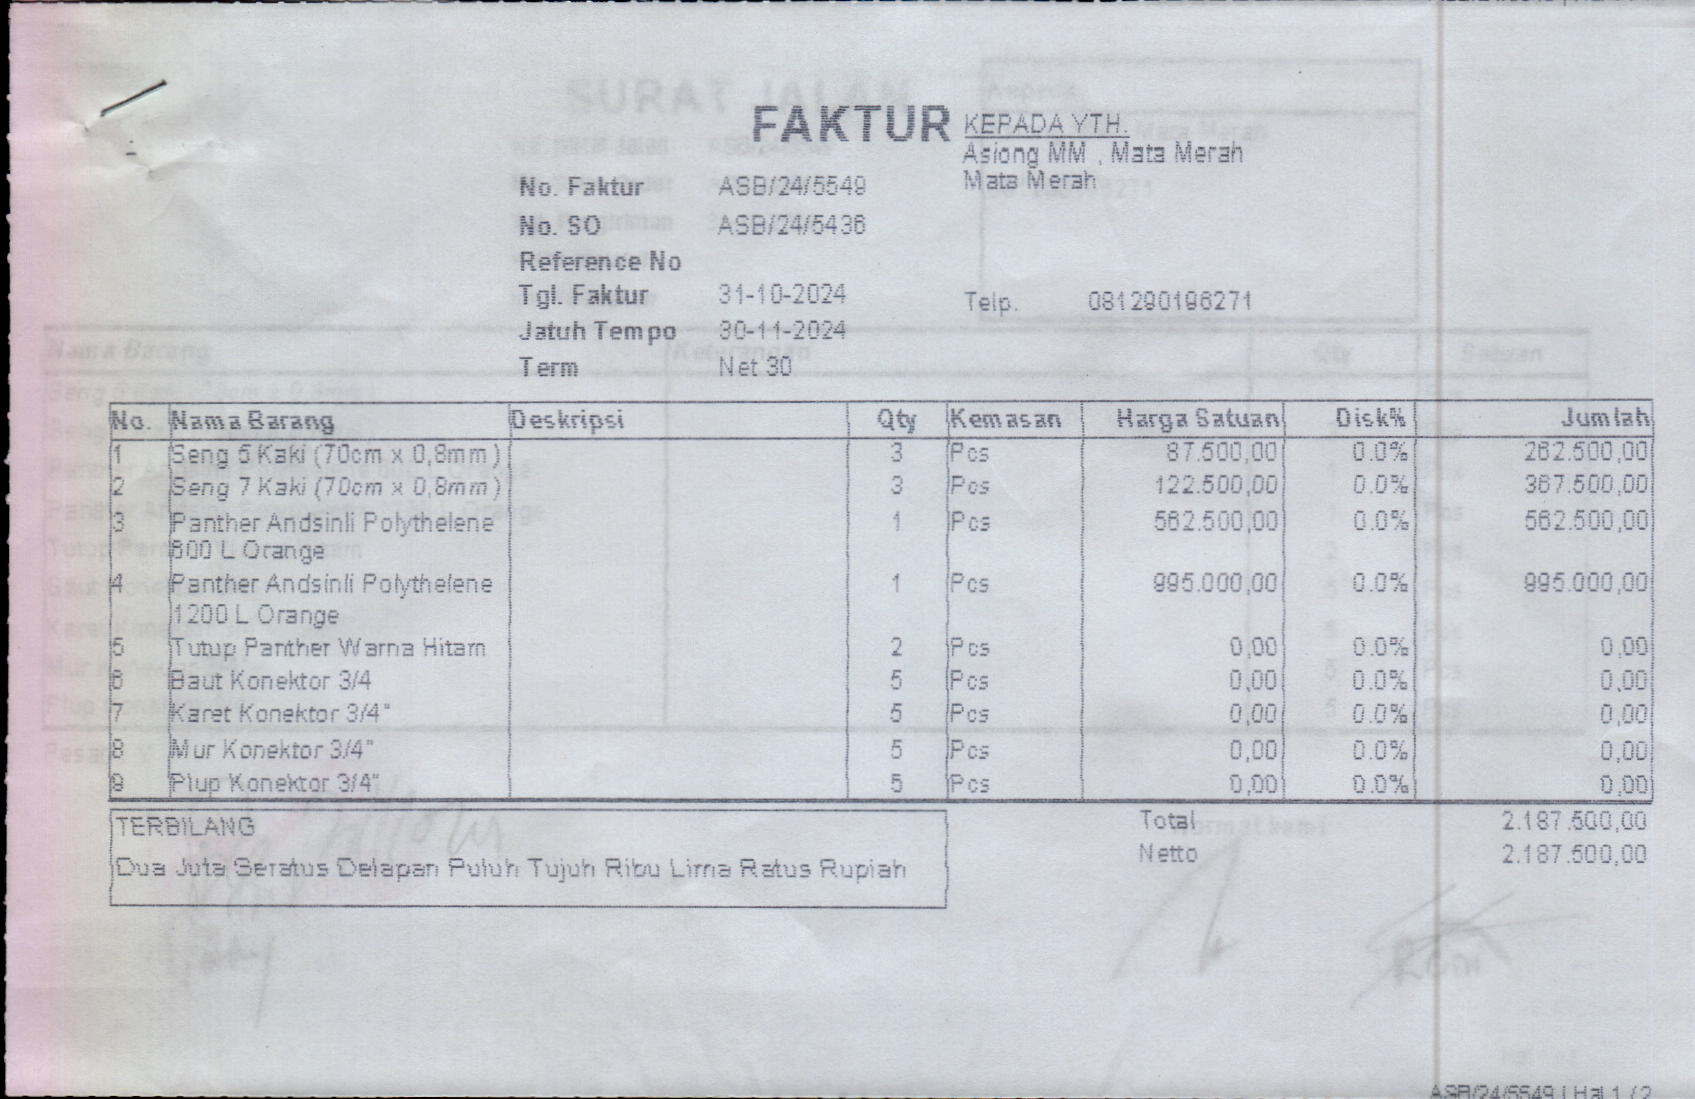 FAKTUR
KEPADA YTH.
Asiong MM , Mata Merah
Mata Merah
No. Faktur ASB/24/5549
No. SO ASB/24/5436
Reference No
Tgl. Faktur 31-10-2024
Telp. 081290196271
Jatuh Tempo 30-11-2024
Term Net 30
No. Nama Barang Deskripsi Qty Kemasan Harga Satuan Disk% Jumlah
1 Seng 5 Kaki (70cm x 0,8mm) 3 Pcs 87.500,00 0.0% 262.500,00
2 Seng 7 Kaki (70cm x 0,8mm) 3 Pcs 122.500,00 0.0% 367.500,00
3 Panther Andsinli Polythelene 1 Pcs 562.500,00 0.0% 562.500,00
600 L Orange
4 Panther Andsinli Polythelene 1 Pcs 995.000,00 0.0% 995.000,00
1200 L Orange
5 Tutup Panther Warna Hitam 2 Pcs 0,00 0.0% 0,00
6 Baut Konektor 3/4 5 Pcs 0,00 0.0% 0,00
7 Karet Konektor 3/4" 5 Pcs 0,00 0.0% 0,00
8 Mur Konektor 3/4" 5 Pcs 0,00 0.0% 0,00
9 Plup Konektor 3/4" 5 Pcs 0,00 0.0% 0,00
TERBILANG
Dua Juta Seratus Delapan Puluh Tujuh Ribu Lima Ratus Rupiah
Total 2.187.500,00
Netto 2.187.500,00
ASB/24/5549 | Hal 1 / 2